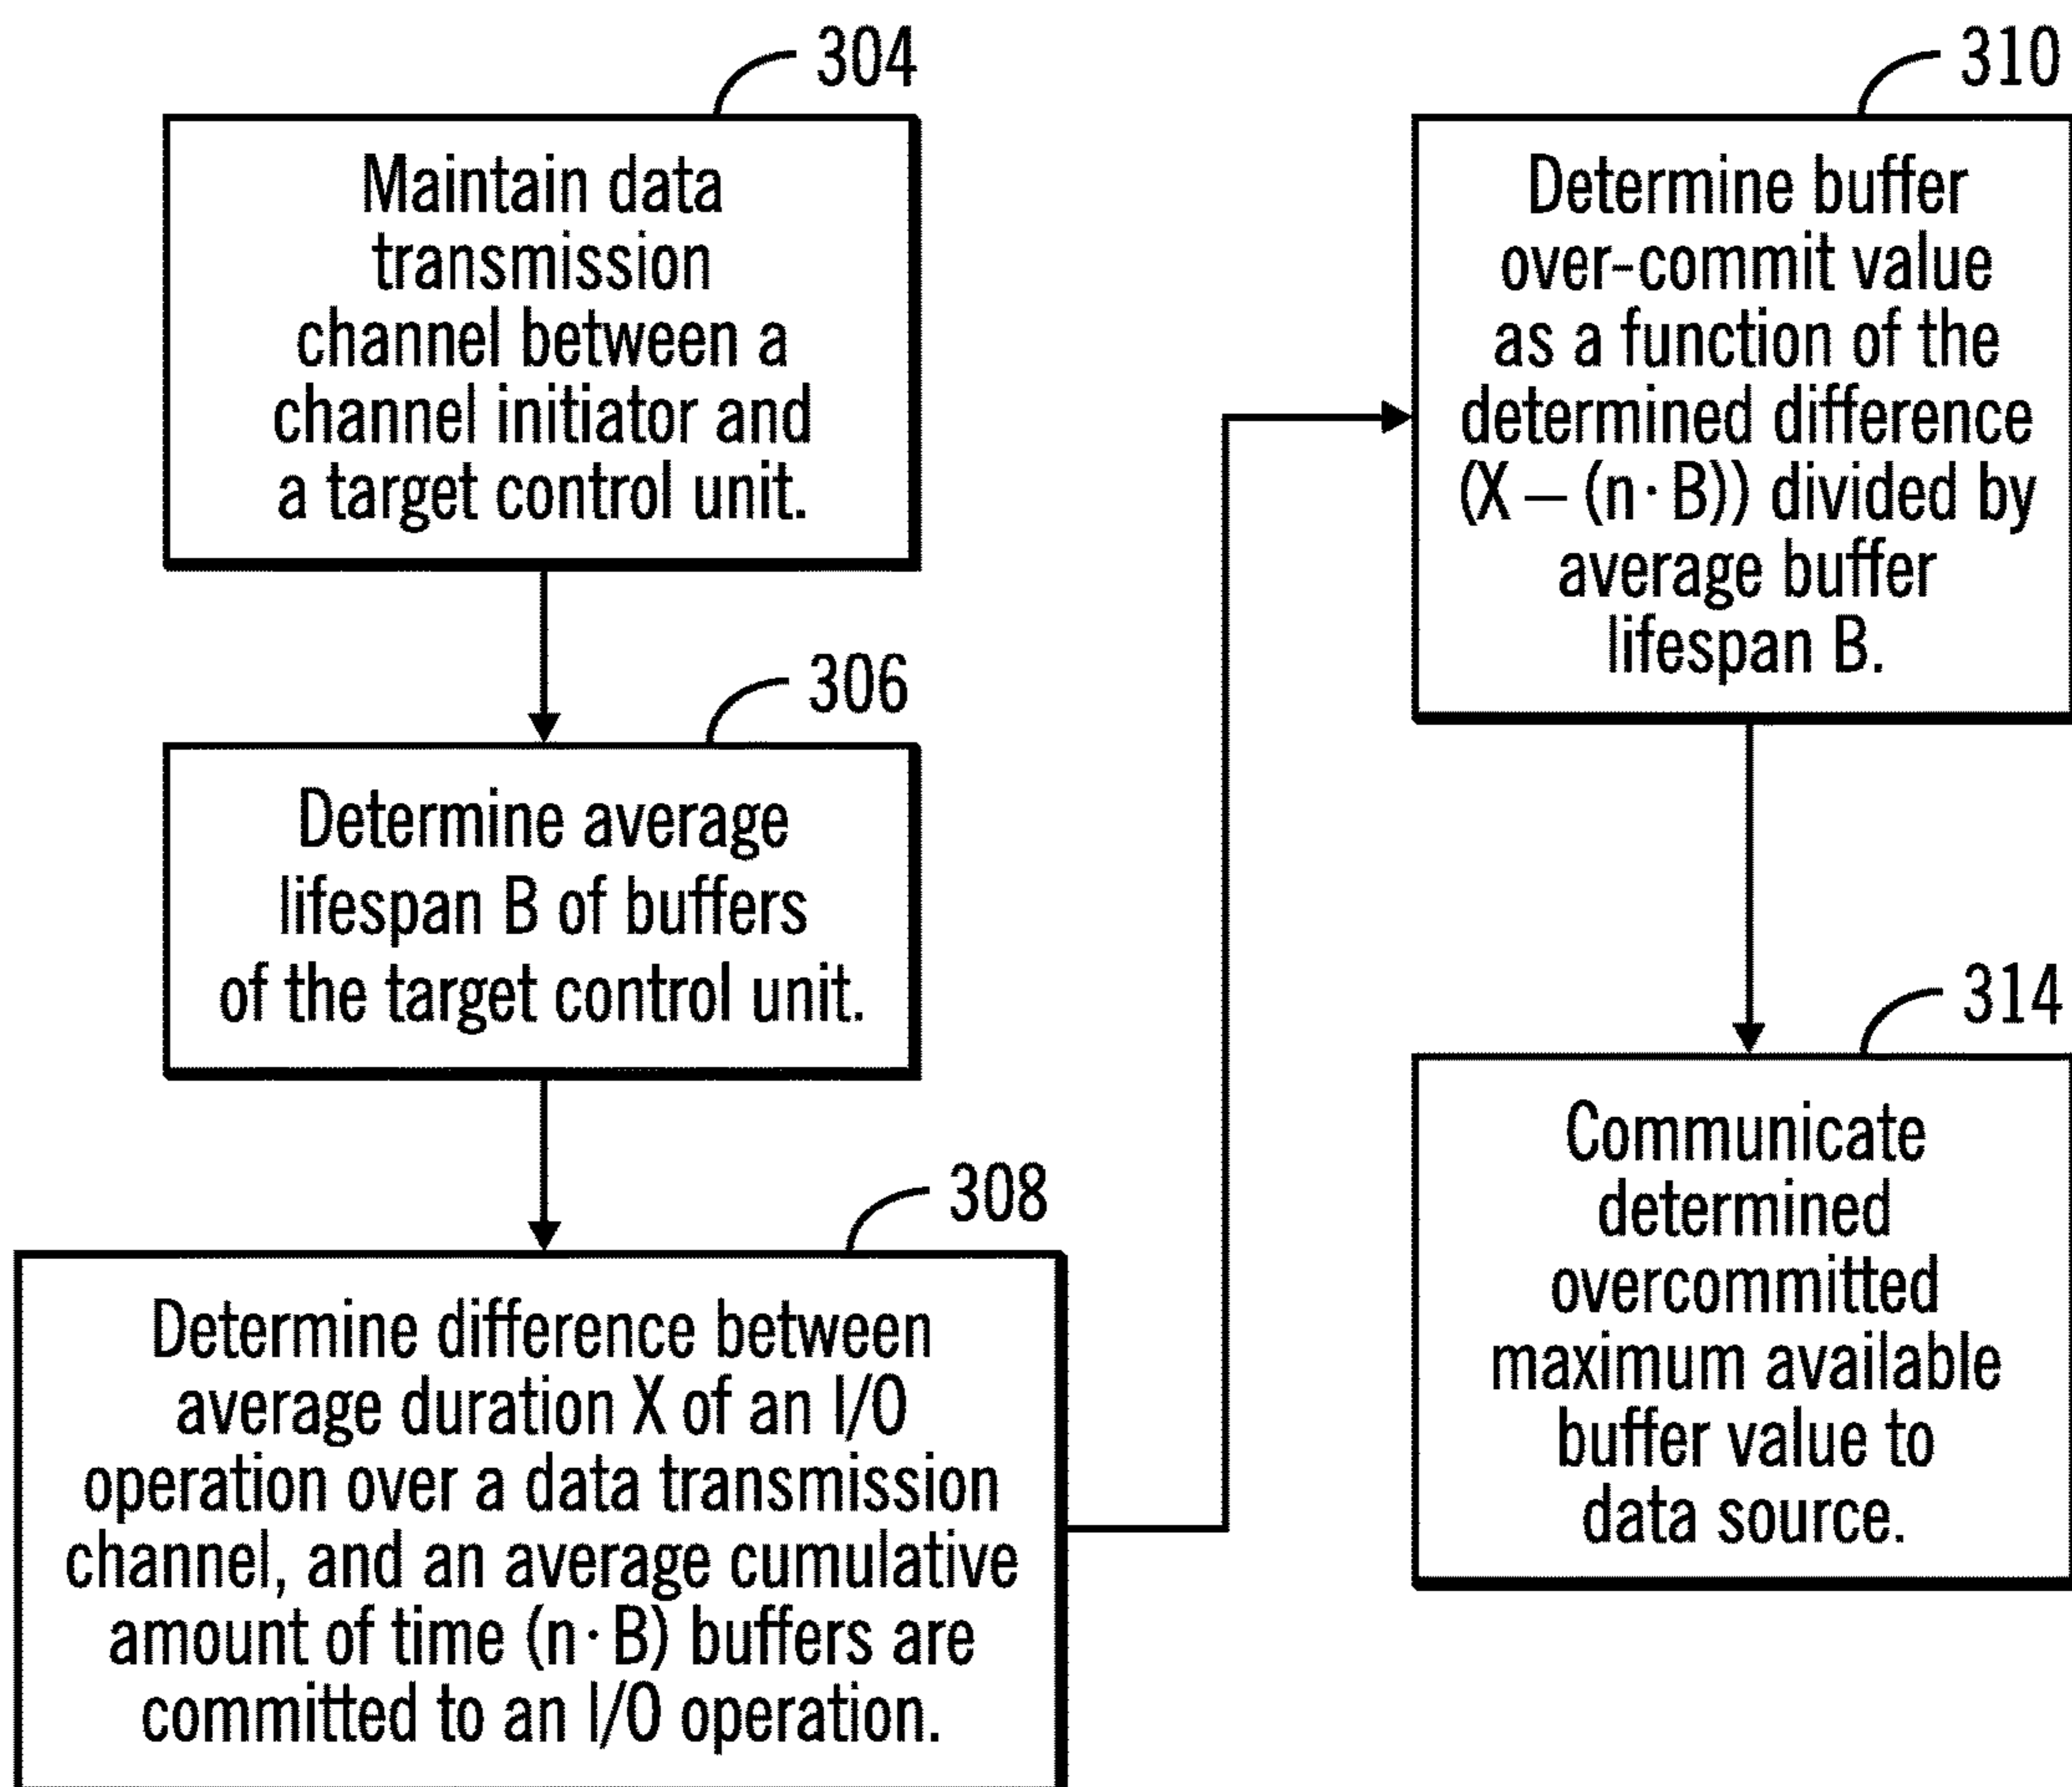 304
Maintain data
transmission
channel between a
channel initiator and
a target control unit.
306
Determine average
lifespan B of buffers
of the target control unit.
308
Determine difference between
average duration X of an I/O
operation over a data transmission
channel, and an average cumulative
amount of time (n · B) buffers are
committed to an I/O operation.
310
Determine buffer
over-commit value
as a function of the
determined difference
(X – (n · B)) divided by
average buffer
lifespan B.
314
Communicate
determined
overcommitted
maximum available
buffer value to
data source.